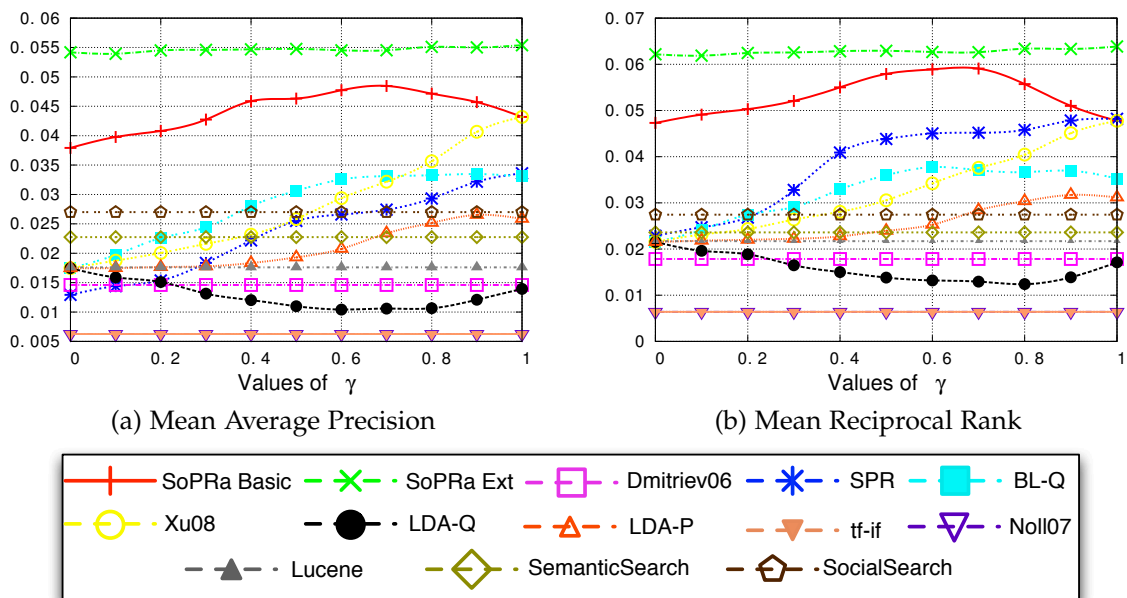 0. 06
0. 055
0. 05
0. 045
0. 04
0. 035
0. 03
0. 025
0. 02
0. 015
0. 01
0. 005
0 0. 2 0. 4 0. 6 0. 8 1
Values of γ
(a) Mean Average Precision
0. 07
0. 06
0. 05
0. 04
0. 03
0. 02
0. 01
0
0 0. 2 0. 4 0. 6 0. 8 1
Values of γ
(b) Mean Reciprocal Rank
SoPRa Basic SoPRa Ext Dmitriev06 SPR BL-Q
Xu08 LDA-Q LDA-P tf-if Noll07
Lucene SemanticSearch SocialSearch